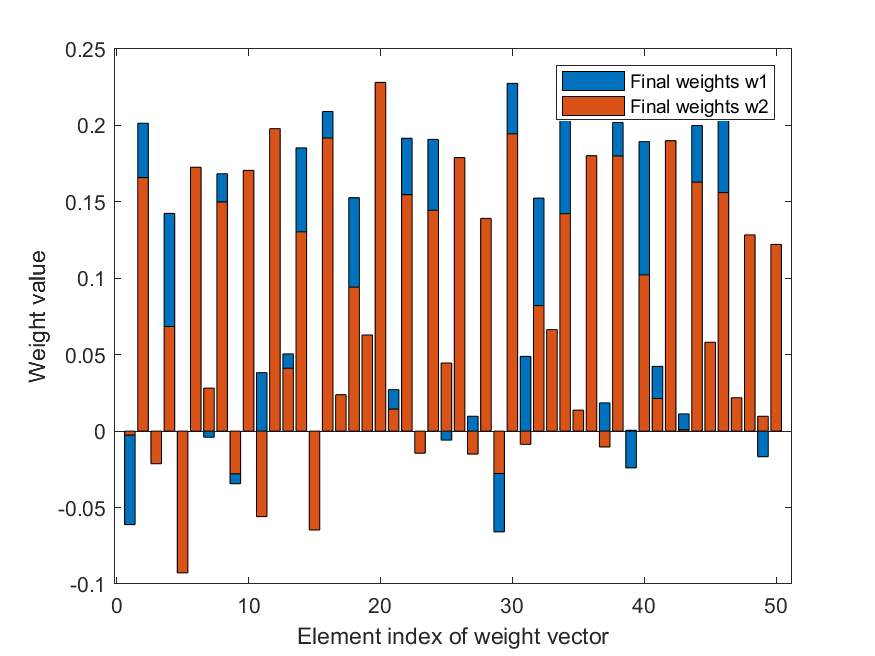 0.25
0.2
0.15
0.1
0.05
0
-0.05
-0.1
0 10 20 30 40 50
Weight value
Element index of weight vector
Final weights w1
Final weights w2